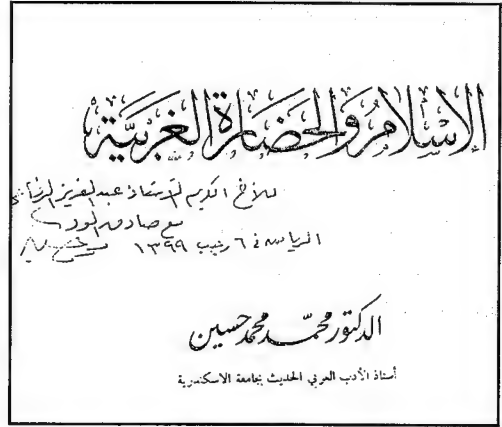 الإسلام والحضارة الغربية
للأخ الكريم الأستاذ عبد العزيز الرفاعي
مع صادق الود
الرياض في ٦ رجب ١٣٩٩
الدكتور محمد محمد حسين
أستاذ الأدب العربي الحديث بجامعة الاسكندرية